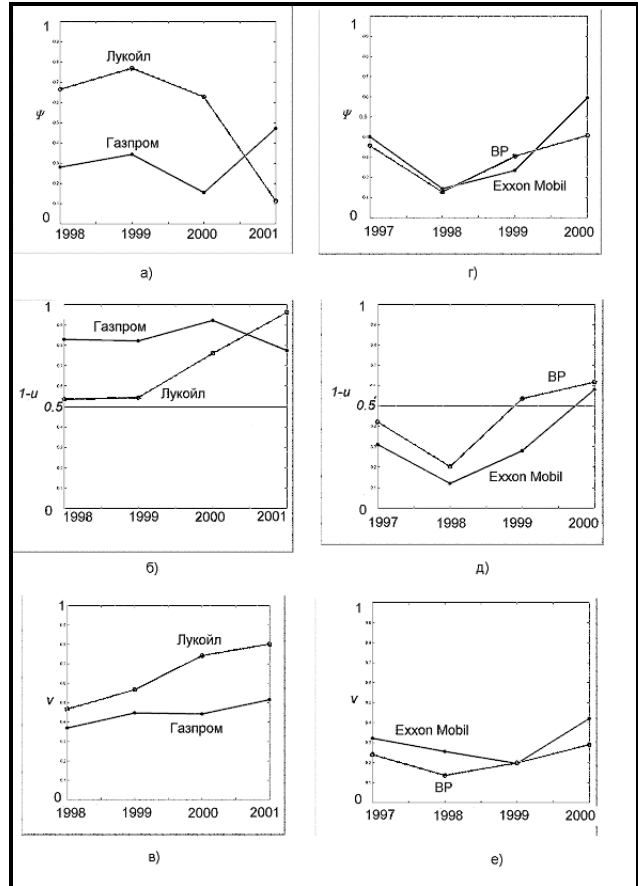 1
Лукойл
ψ
Газпром
0
1998 1999 2000 2001
а)
1
ψ
BP
Exxon Mobil
0
1997 1998 1999 2000
г)
1
Газпром
1-u
Лукойл
0.5
0
1998 1999 2000 2001
б)
1
BP
1-u
0.5
Exxon Mobil
0
1997 1998 1999 2000
д)
1
Лукойл
v
Газпром
0
1998 1999 2000 2001
в)
1
v
Exxon Mobil
BP
0
1997 1998 1999 2000
е)